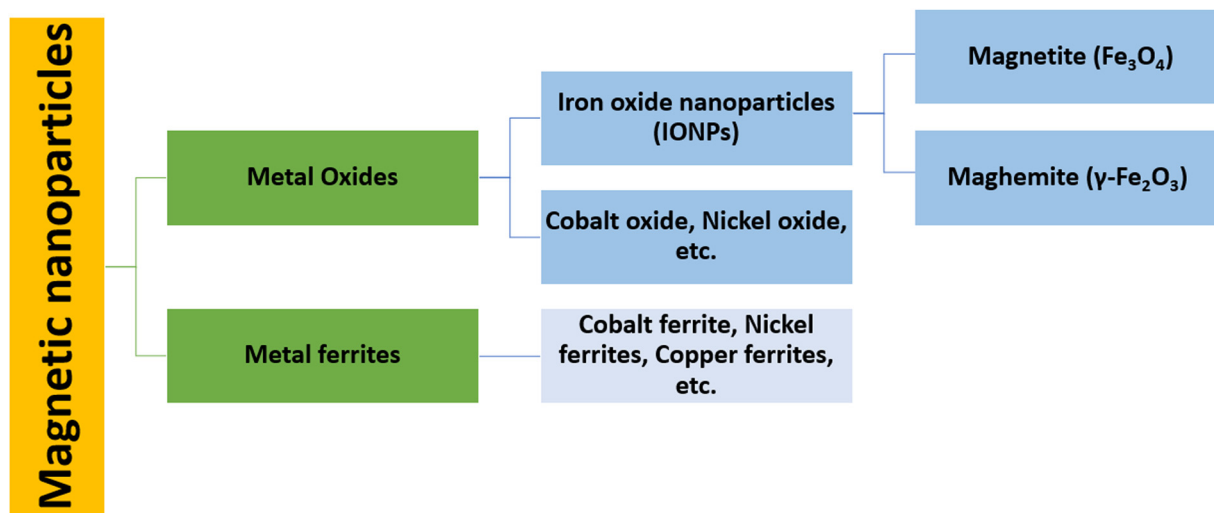 Magnetic nanoparticles
Metal Oxides
Iron oxide nanoparticles
(IONPs)
Magnetite (Fe₃O₄)
Maghemite (γ-Fe₂O₃)
Cobalt oxide, Nickel oxide,
etc.
Metal ferrites
Cobalt ferrite, Nickel
ferrites, Copper ferrites,
etc.